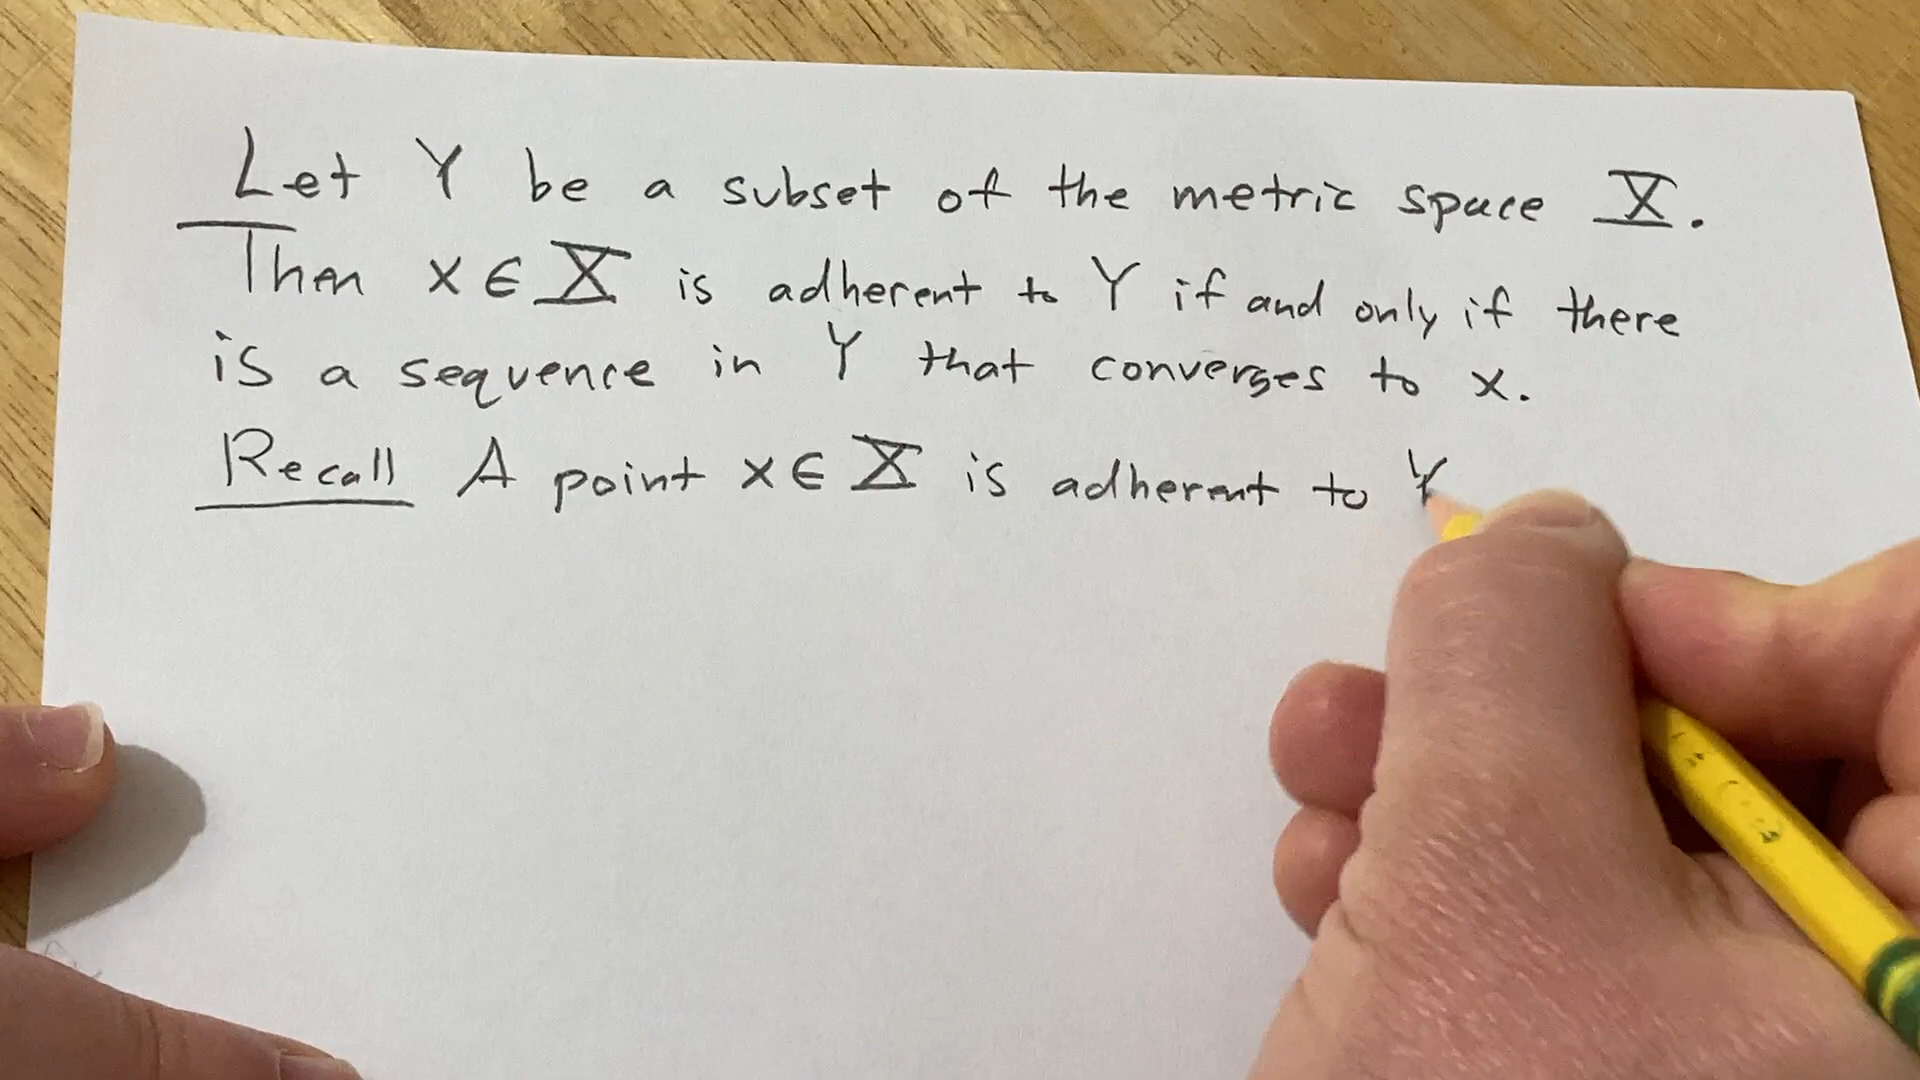 Let Y be a subset of the metric space X.
Then x ∈ X is adherent to Y if and only if there
is a sequence in Y that converges to x.
Recall A point x ∈ X is adherent to Y